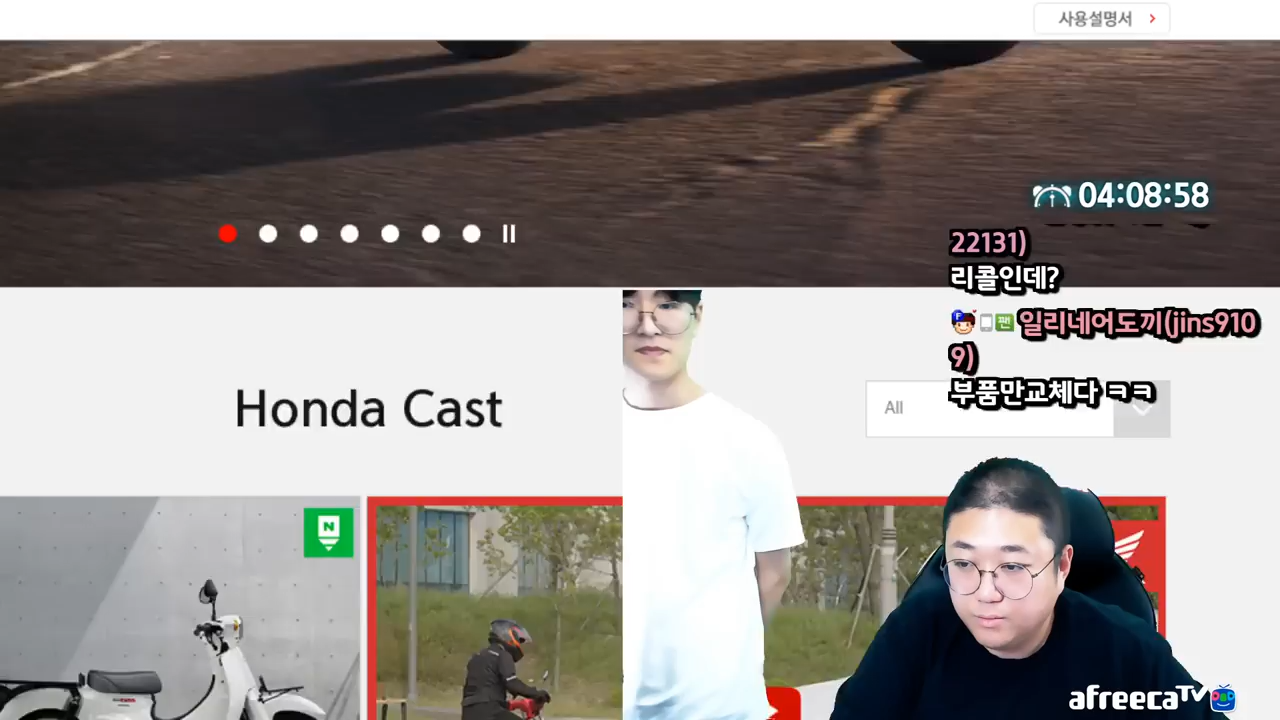 사용설명서
04:08:58
22131)
리콜인데?
일리네어도끼(jins910
9)
부품만교체다 ㅋㅋ
Honda Cast
All
N
afreecaTV